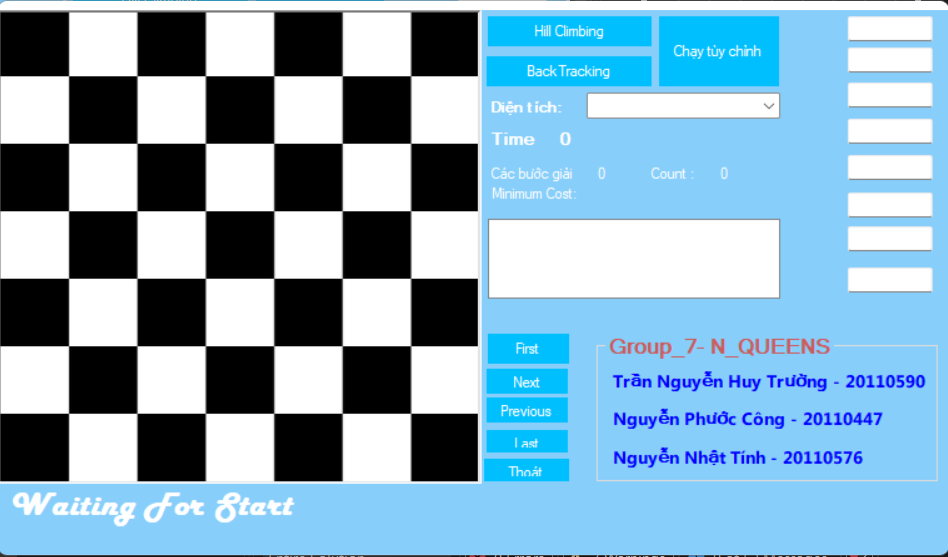 Hill Climbing
Chạy tùy chỉnh
BackTracking
Diện tích:
Time 0
Các bước giải 0 Count : 0
Minimum Cost:
First
Next
Previous
Last
Thoát
Group_7- N_QUEENS
Trần Nguyễn Huy Trường - 20110590
Nguyễn Phước Công - 20110447
Nguyễn Nhật Tính - 20110576
Waiting For Start